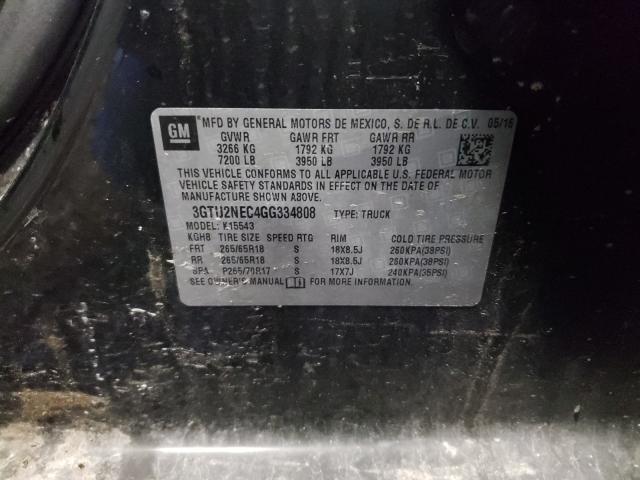 GM
MFD BY GENERAL MOTORS DE MEXICO, S. DE R.L. DE C.V. 05/16
GVWR GAWR FRT GAWR RR
3266 KG 1792 KG 1792 KG
7200 LB 3950 LB 3950 LB
THIS VEHICLE CONFORMS TO ALL APPLICABLE U.S. FEDERAL MOTOR
VEHICLE SAFETY STANDARDS IN EFFECT ON THE DATE OF
MANUFACTURE SHOWN ABOVE.
3GTU2NEC4GG334808 TYPE: TRUCK
MODEL: K15543
KGHB TIRE SIZE SPEED RTG RIM COLD TIRE PRESSURE
FRT 265/65R18 S 18X8.5J 260KPA(38PSI)
RR 265/65R18 S 18X8.5J 260KPA(38PSI)
SPA P265/70R17 S 17X7J 240KPA(35PSI)
SEE OWNER'S MANUAL FOR MORE INFORMATION.